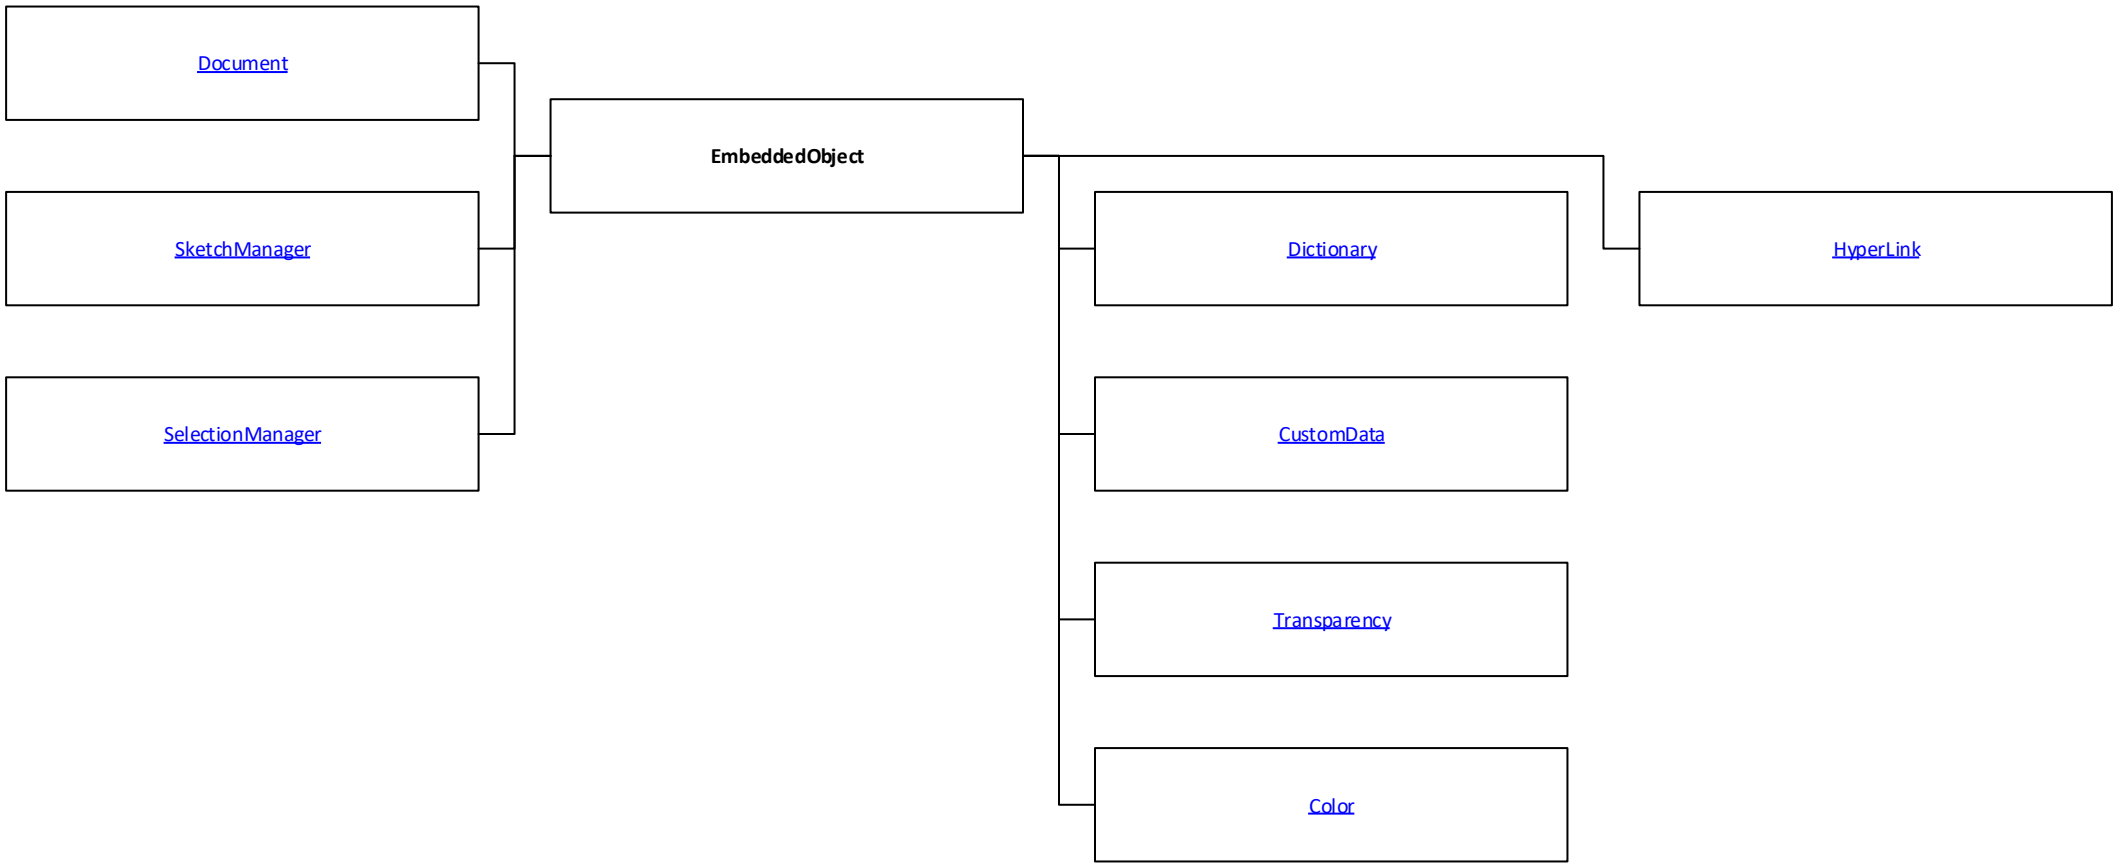 Document
EmbeddedObject
SketchManager
Dictionary
HyperLink
SelectionManager
CustomData
Transparency
Color